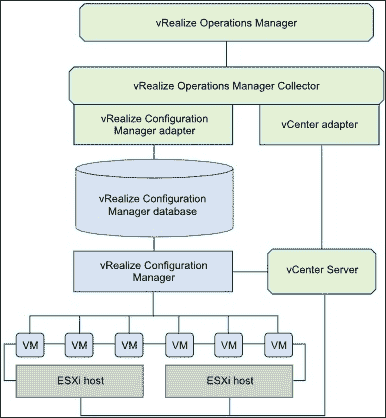 vRealize Operations Manager
vRealize Operations Manager Collector
vRealize Configuration
Manager adapter
vCenter adapter
vRealize Configuration
Manager database
vRealize Configuration
Manager
vCenter Server
VM
VM
VM
VM
VM
VM
ESXi host
ESXi host